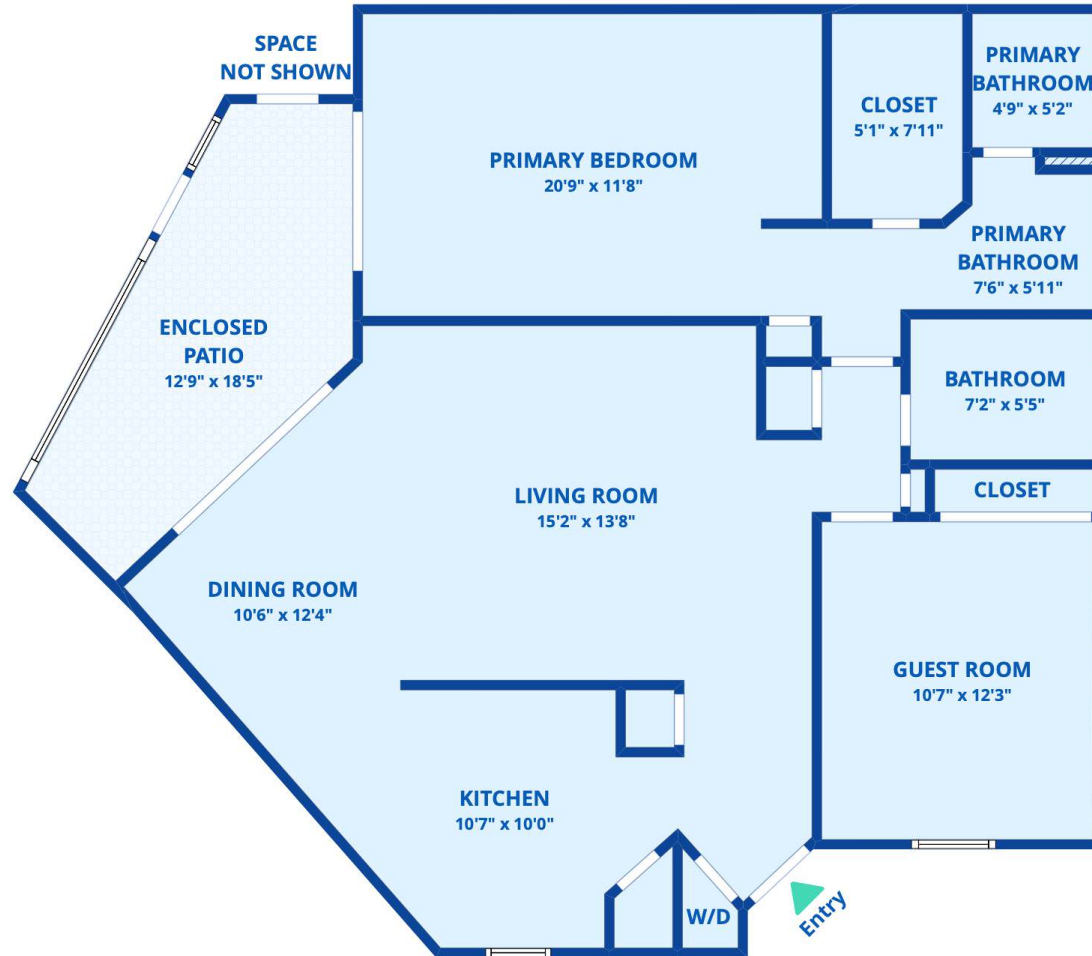 SPACE
NOT SHOWN
PRIMARY
BATHROOM
4'9" x 5'2"
CLOSET
5'1" x 7'11"
PRIMARY BEDROOM
20'9" x 11'8"
PRIMARY
BATHROOM
7'6" x 5'11"
ENCLOSED
PATIO
12'9" x 18'5"
BATHROOM
7'2" x 5'5"
LIVING ROOM
15'2" x 13'8"
CLOSET
DINING ROOM
10'6" x 12'4"
GUEST ROOM
10'7" x 12'3"
KITCHEN
10'7" x 10'0"
W/D
Entry